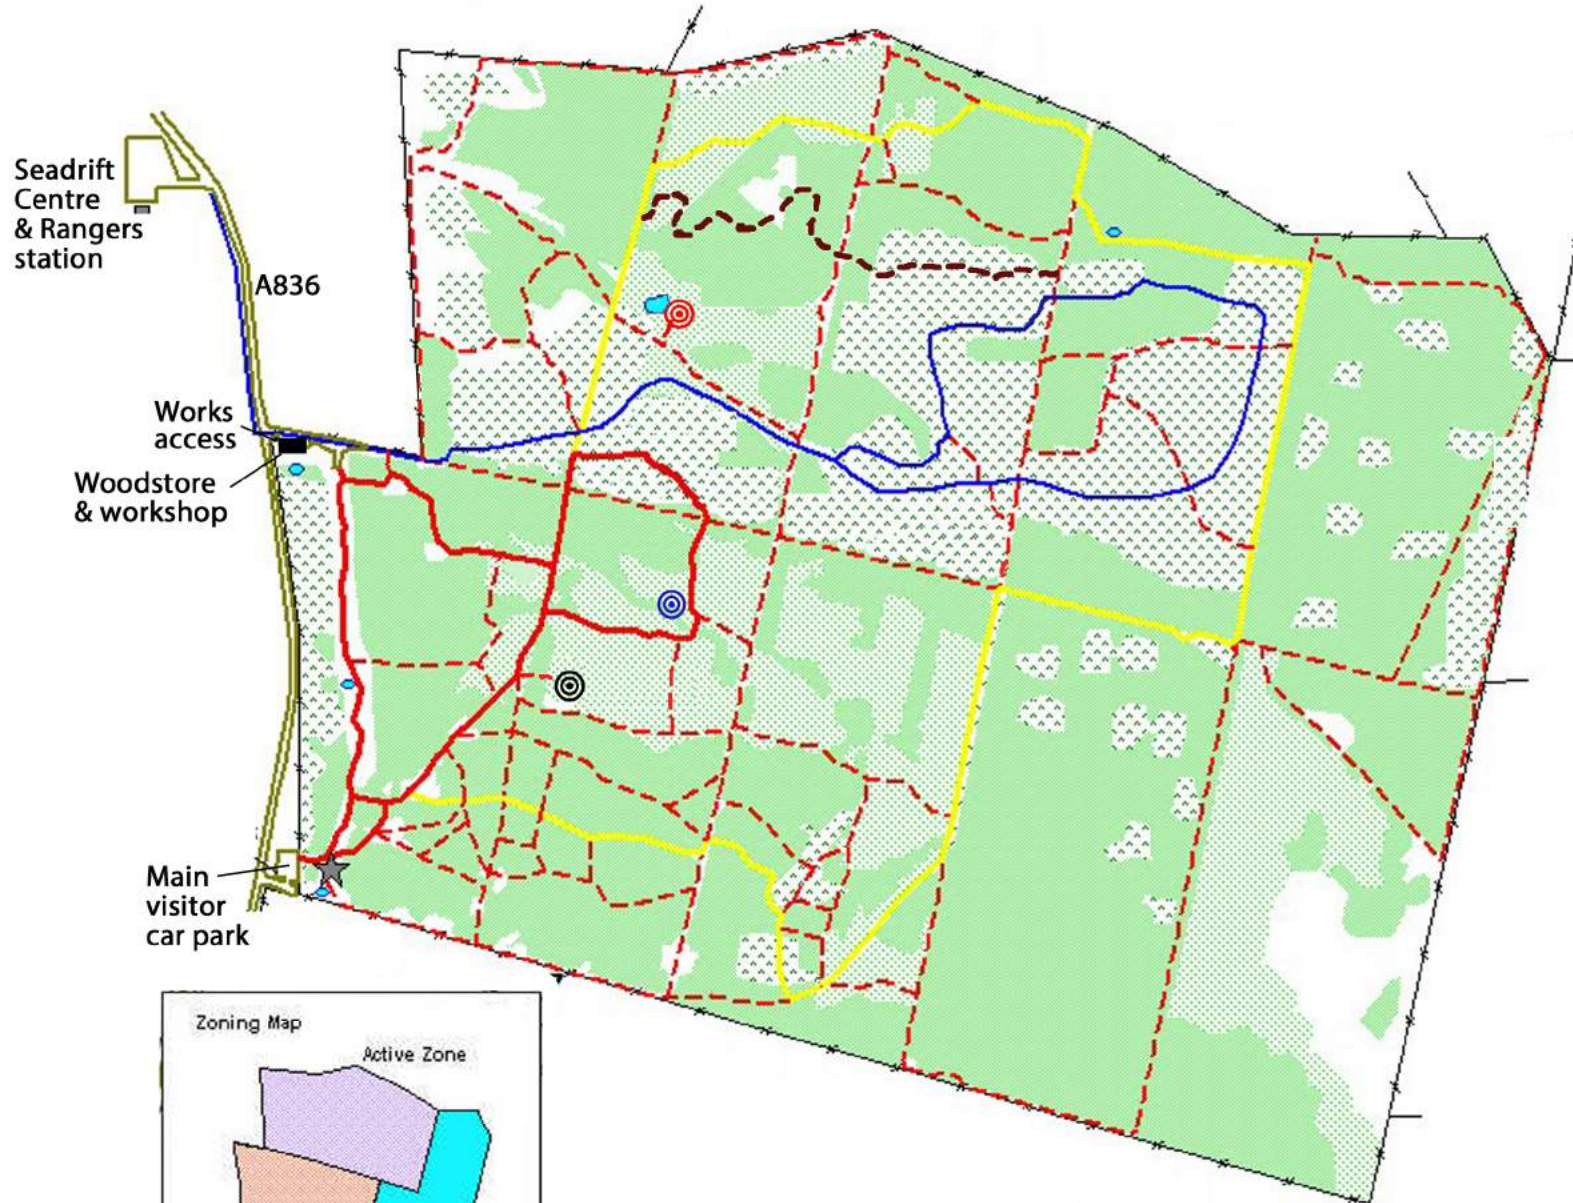 Seadrift
Centre
& Rangers
station
A836
Works
access
Woodstore
& workshop
Main
visitor
car park
Zoning Map
Active Zone